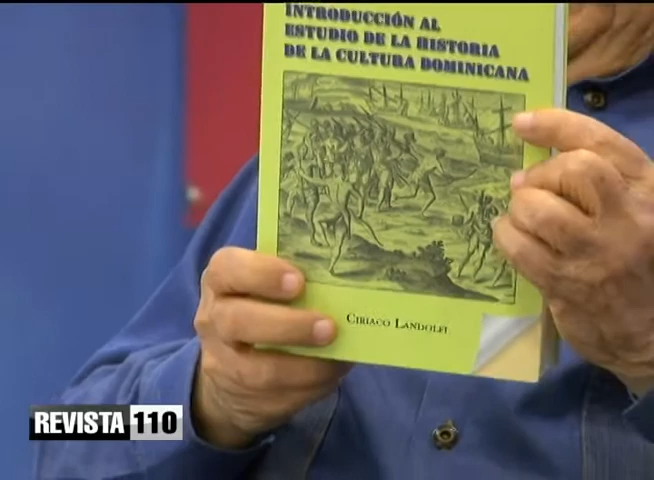 INTRODUCCIÓN AL
ESTUDIO DE LA HISTORIA
DE LA CULTURA DOMINICANA
CIRIACO LANDOLFI
REVISTA 110